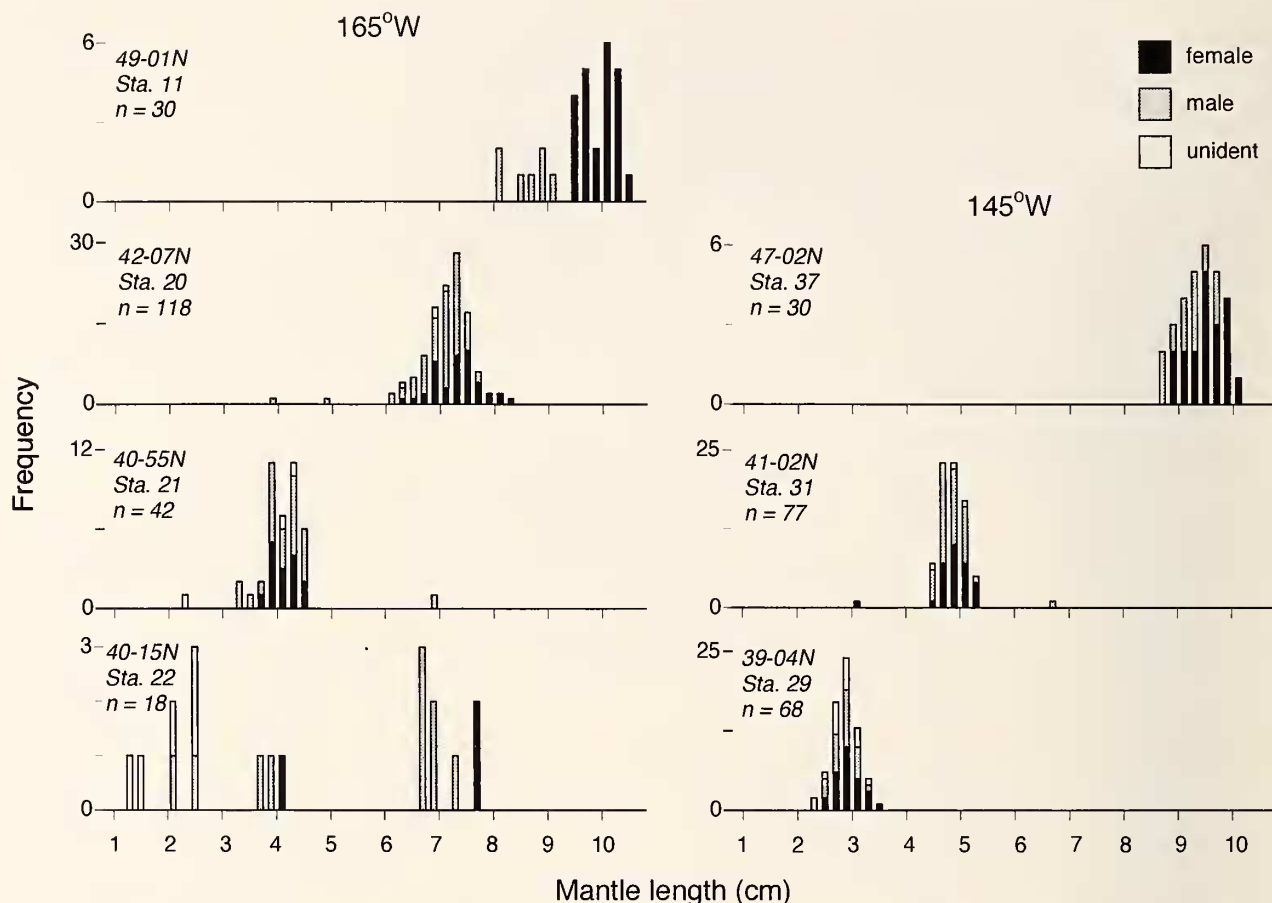 165°W
6
49-01N
Sta. 11
n = 30
0
30
42-07N
Sta. 20
n = 118
0
12
40-55N
Sta. 21
n = 42
0
3
40-15N
Sta. 22
n = 18
0
1 2 3 4 5 6 7 8 9 10
female
male
unident
145°W
6
47-02N
Sta. 37
n = 30
0
25
41-02N
Sta. 31
n = 77
0
25
39-04N
Sta. 29
n = 68
0
1 2 3 4 5 6 7 8 9 10
Frequency
Mantle length (cm)